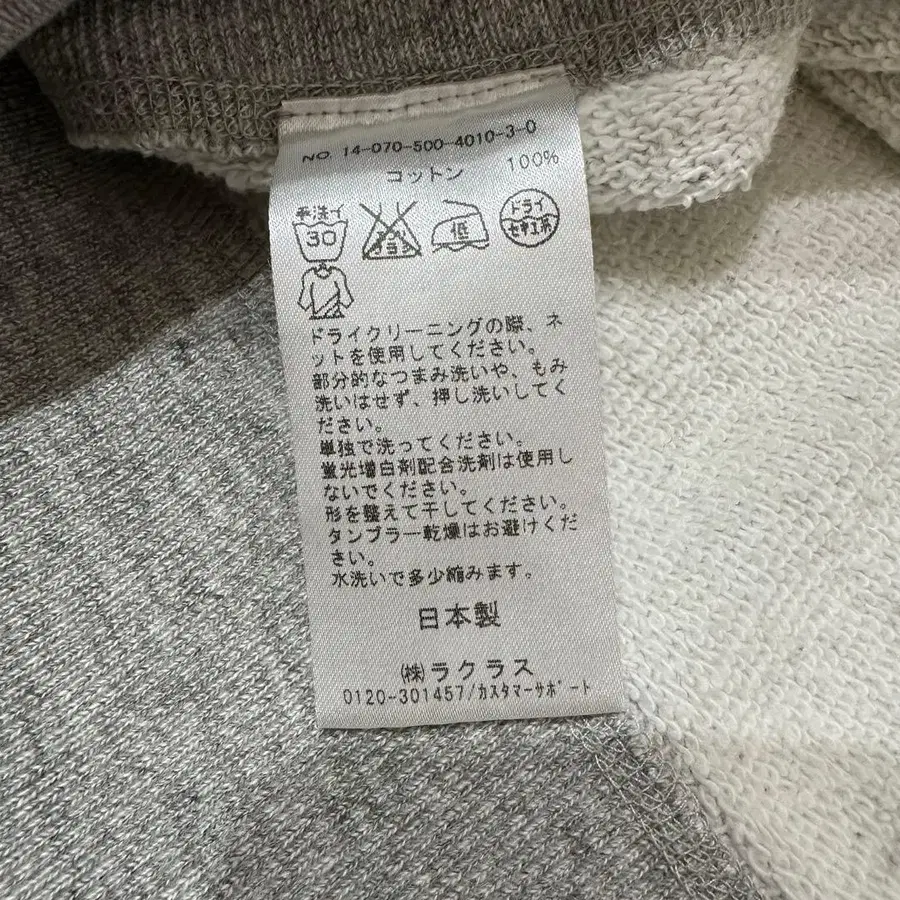 NO. 14-070-500-4010-3-0
コットン 100%
手洗イ 30 エンソ サラシ 低 ドライ セキユ系
ドライクリーニングの際、ネ
ットを使用してください。
部分的なつまみ洗いや、もみ
洗いはせず、押し洗いしてく
ださい。
単独で洗ってください。
蛍光増白剤配合洗剤は使用し
ないでください。
形を整えて干してください。
タンブラー乾燥はお避けくだ
さい。
水洗いで多少縮みます。
日本製
㈱ラクラス
0120-301457/カスタマーサポート